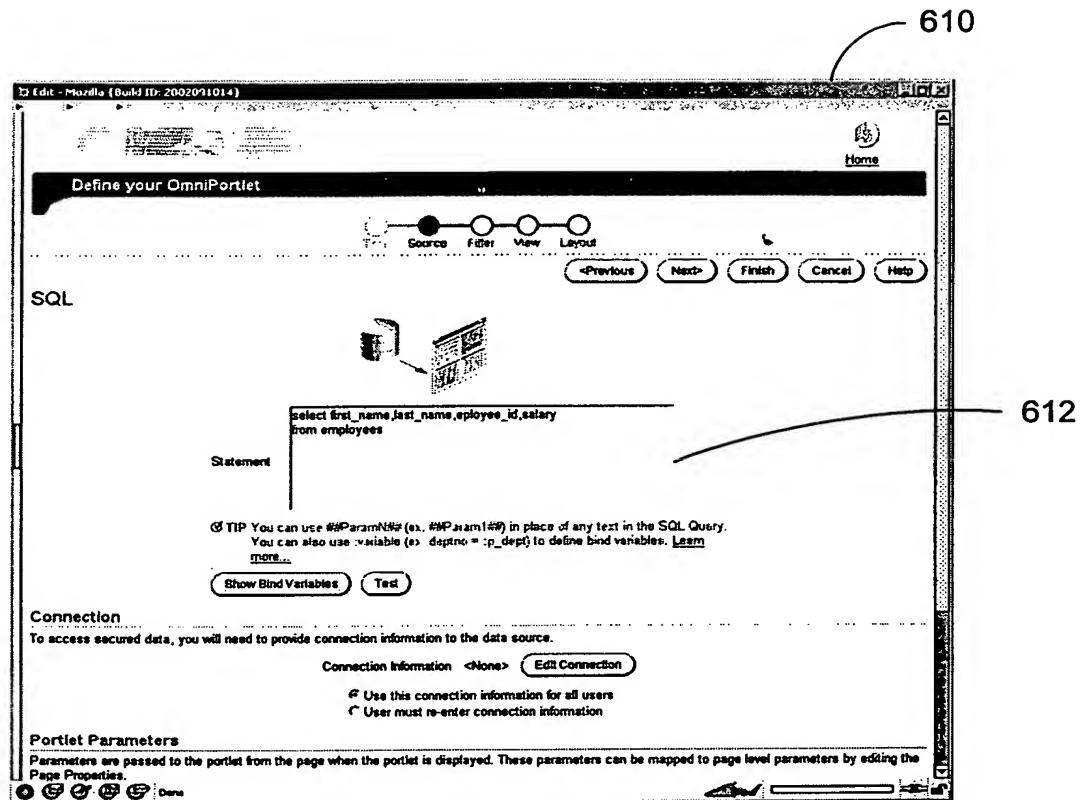 610
Edit - Mozilla {Build ID: 2002091014}
Home
Define your OmniPortlet
Source Filter View Layout
<Previous Next> Finish Cancel Help
SQL
select first_name,last_name,eployee_id,salary
from employees
612
Statement
TIP You can use ##ParamN## (ex. ##Param1##) in place of any text in the SQL Query.
You can also use :variable (ex. deptno = :p_dept) to define bind variables. Learn
more...
Show Bind Variables Test
Connection
To access secured data, you will need to provide connection information to the data source.
Connection Information <None> Edit Connection
Use this connection information for all users
User must re-enter connection information
Portlet Parameters
Parameters are passed to the portlet from the page when the portlet is displayed. These parameters can be mapped to page level parameters by editing the
Page Properties.
Done